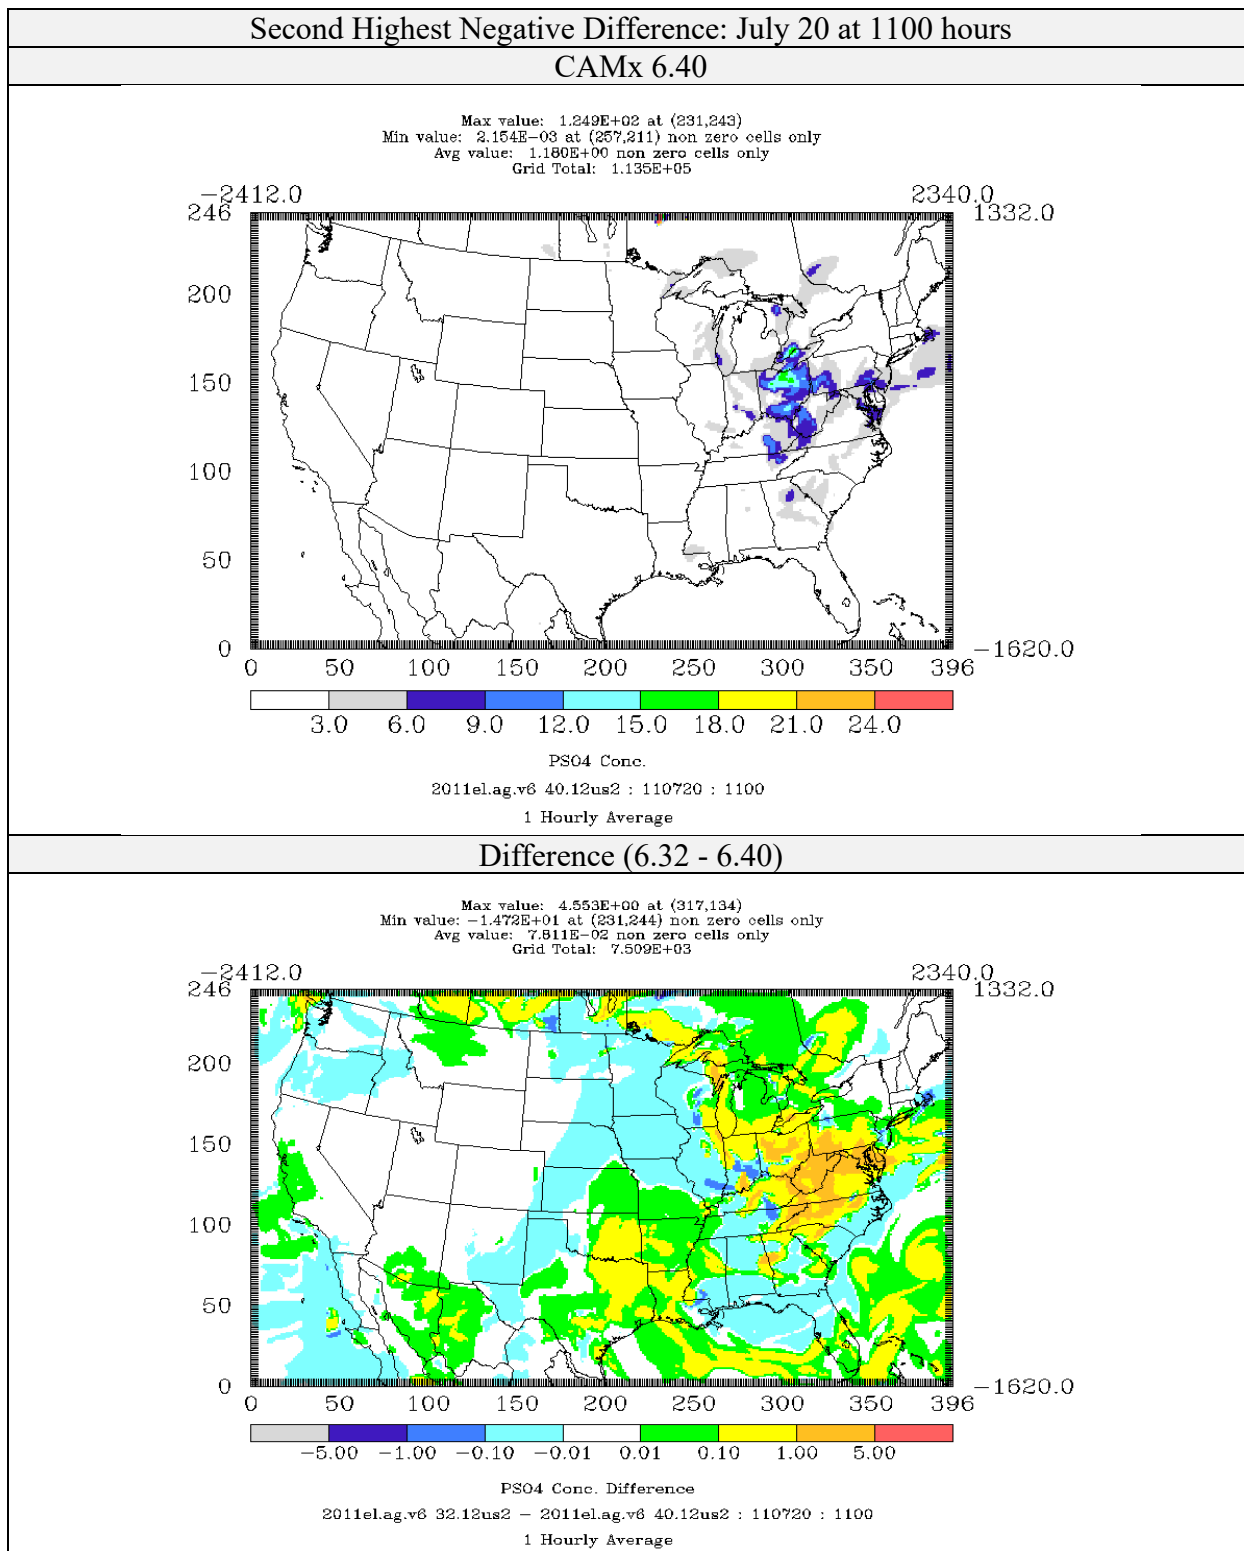 Second Highest Negative Difference: July 20 at 1100 hours
CAMx 6.40
Max value: 1.249E+02 at (231,243)
Min value: 2.154E-03 at (257,211) non zero cells only
Avg value: 1.180E+00 non zero cells only
Grid Total: 1.135E+05
-2412.0 2340.0
246 1332.0
200
150
100
50
0 -1620.0
0 50 100 150 200 250 300 350 396
3.0 6.0 9.0 12.0 15.0 18.0 21.0 24.0
PSO4 Conc.
2011el.ag.v6 40.12us2 : 110720 : 1100
1 Hourly Average
Difference (6.32 - 6.40)
Max value: 4.553E+00 at (317,134)
Min value: -1.472E+01 at (231,244) non zero cells only
Avg value: 7.811E-02 non zero cells only
Grid Total: 7.509E+03
-2412.0 2340.0
246 1332.0
200
150
100
50
0 -1620.0
0 50 100 150 200 250 300 350 396
-5.00 -1.00 -0.10 -0.01 0.01 0.10 1.00 5.00
PSO4 Conc. Difference
2011el.ag.v6 32.12us2 - 2011el.ag.v6 40.12us2 : 110720 : 1100
1 Hourly Average